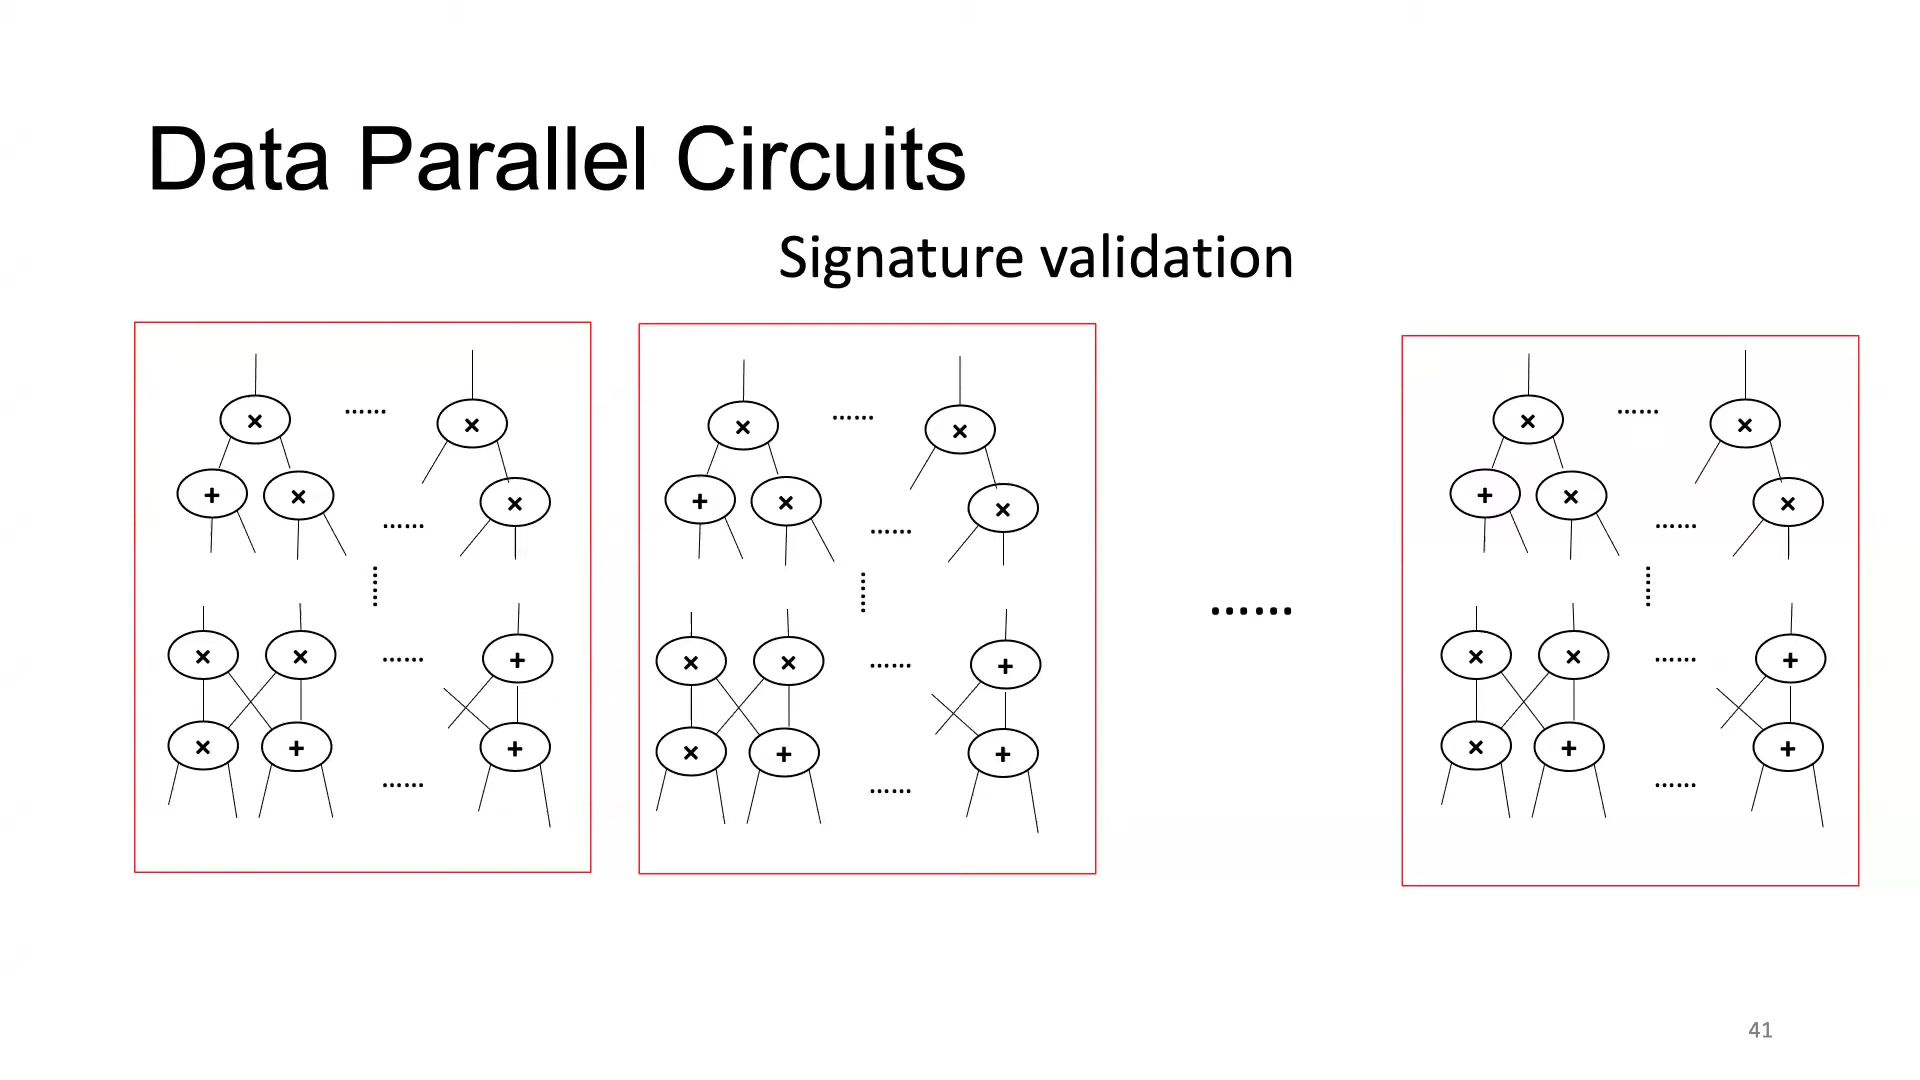 Data Parallel Circuits
Signature validation
× ...... × × ...... × × ...... ×
+ × ...... × + × ...... × + × ...... ×
......
× × ...... + × × ...... + × × ...... +
× + ...... + × + ...... + × + ...... +
41